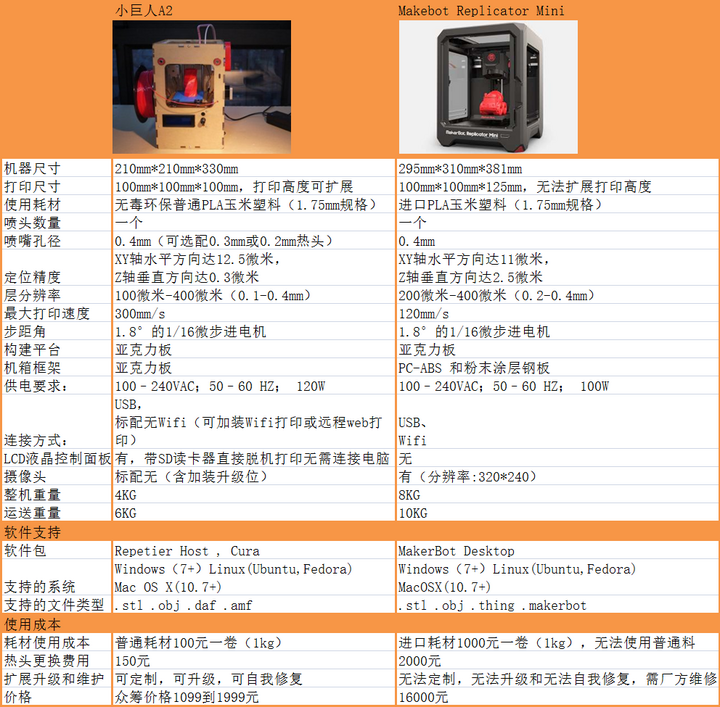 小巨人A2 Makebot Replicator Mini
MakerBot. Replicator Mini
机器尺寸 210mm*210mm*330mm 295mm*310mm*381mm
打印尺寸 100mm*100mm*100mm，打印高度可扩展 100mm*100mm*125mm，无法扩展打印高度
使用耗材 无毒环保普通PLA玉米塑料（1.75mm规格） 进口PLA玉米塑料（1.75mm规格）
喷头数量 一个 一个
喷嘴孔径 0.4mm（可选配0.3mm或0.2mm热头） 0.4mm
定位精度 XY轴水平方向达12.5微米， XY轴水平方向达11微米，
Z轴垂直方向达0.3微米 Z轴垂直方向达2.5微米
层分辨率 100微米-400微米（0.1-0.4mm） 200微米-400微米（0.2-0.4mm）
最大打印速度 300mm/s 120mm/s
步距角 1.8°的1/16微步进电机 1.8°的1/16微步进电机
构建平台 亚克力板 亚克力板
机箱框架 亚克力板 PC-ABS 和粉末涂层钢板
供电要求： 100–240VAC；50–60 HZ； 120W 100–240VAC；50–60 HZ； 100W
连接方式： USB， USB、
标配无Wifi（可加装Wifi打印或远程web打 Wifi
印）
LCD液晶控制面板 有，带SD读卡器直接脱机打印无需连接电脑 无
摄像头 标配无（含加装升级位） 有（分辨率:320*240）
整机重量 4KG 8KG
运送重量 6KG 10KG
软件支持
软件包 Repetier Host , Cura MakerBot Desktop
支持的系统 Windows（7+）Linux(Ubuntu,Fedora) Windows（7+）Linux(Ubuntu,Fedora)
Mac OS X(10.7+) MacOSX(10.7+)
支持的文件类型 .stl .obj .daf .amf .stl .obj .thing .makerbot
使用成本
耗材使用成本 普通耗材100元一卷（1kg） 进口耗材1000元一卷（1kg），无法使用普通料
热头更换费用 150元 2000元
扩展升级和维护 可定制，可升级，可自我修复 无法定制，无法升级和无法自我修复，需厂方维修
价格 众筹价格1099到1999元 16000元